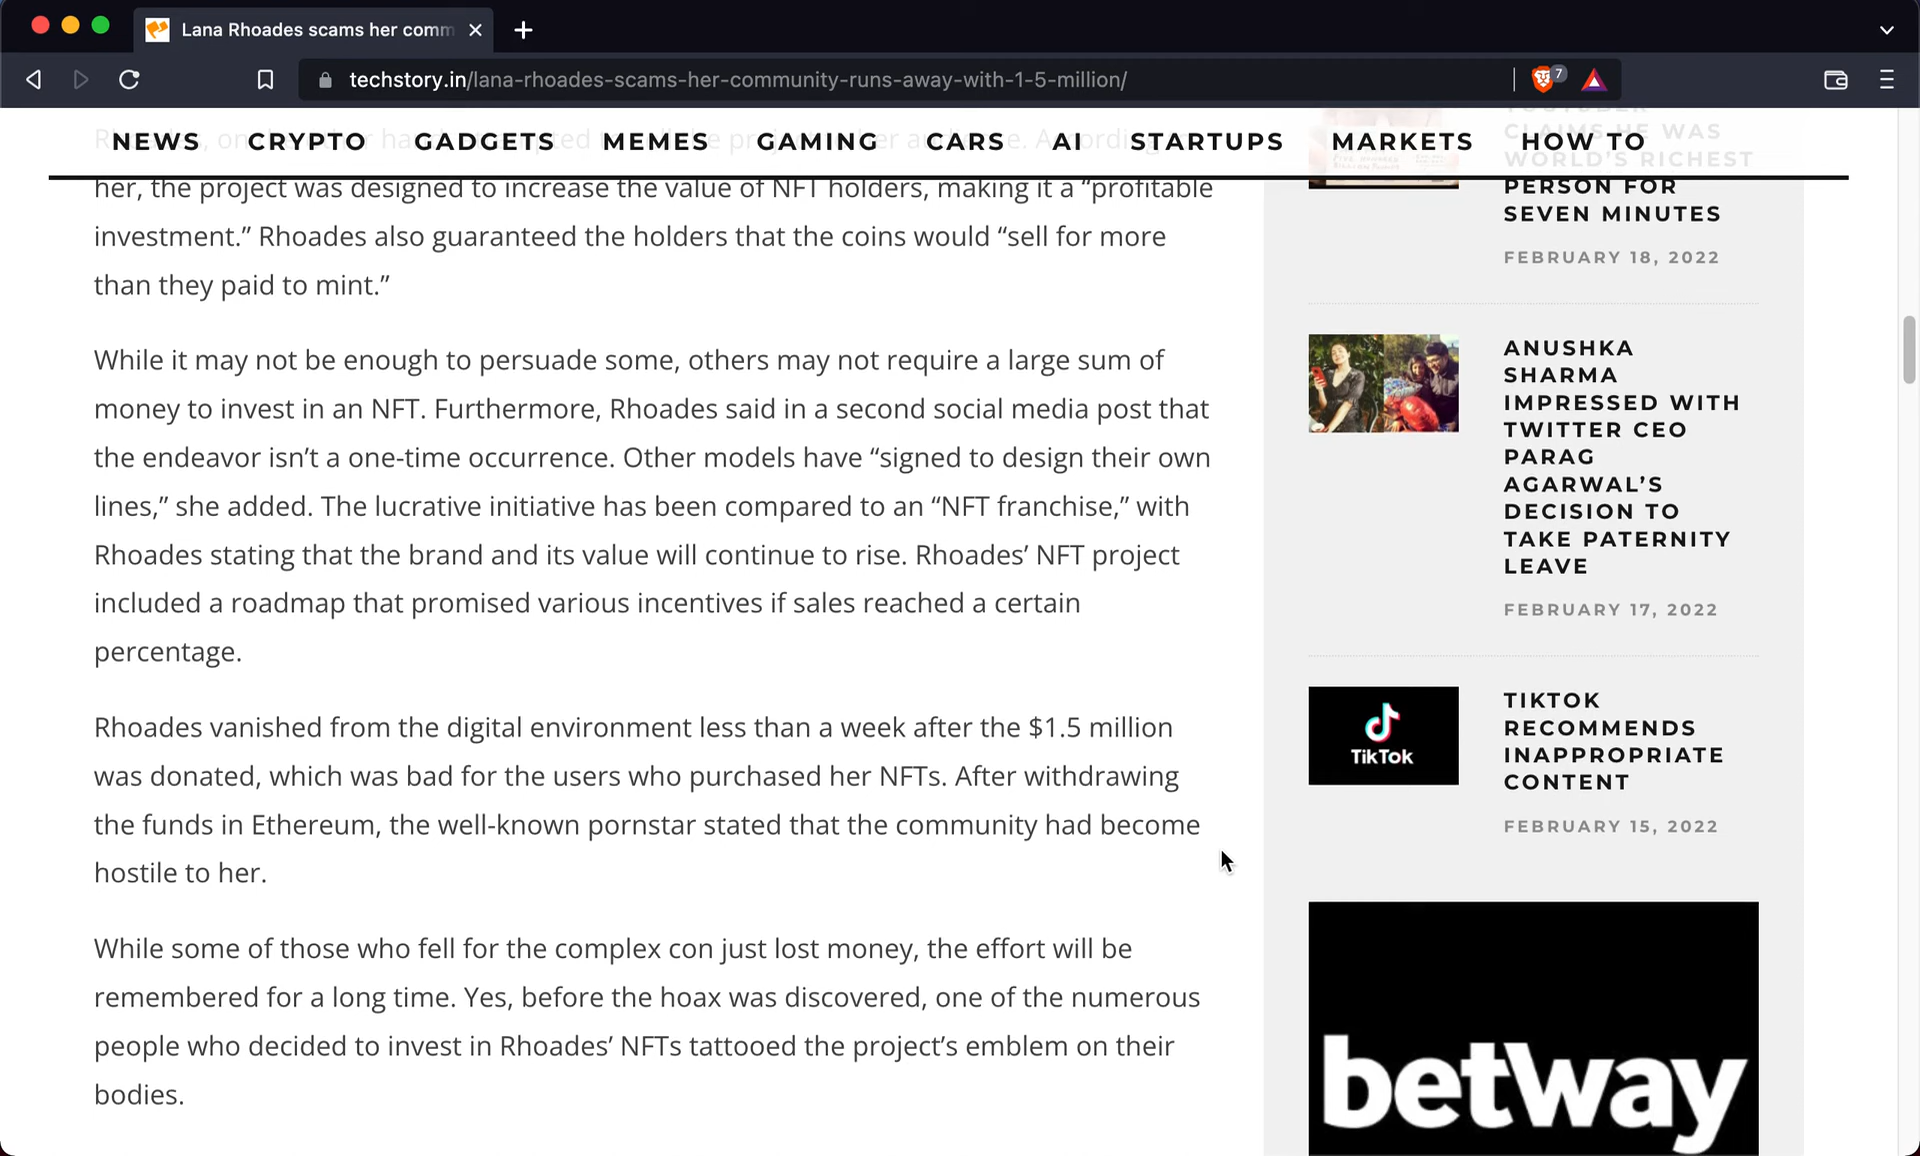 Lana Rhoades scams her comm
techstory.in/lana-rhoades-scams-her-community-runs-away-with-1-5-million/
7
NEWS CRYPTO GADGETS MEMES GAMING CARS AI STARTUPS MARKETS HOW TO
her, the project was designed to increase the value of NFT holders, making it a “profitable
investment.” Rhoades also guaranteed the holders that the coins would “sell for more
than they paid to mint.”
While it may not be enough to persuade some, others may not require a large sum of
money to invest in an NFT. Furthermore, Rhoades said in a second social media post that
the endeavor isn’t a one-time occurrence. Other models have “signed to design their own
lines,” she added. The lucrative initiative has been compared to an “NFT franchise,” with
Rhoades stating that the brand and its value will continue to rise. Rhoades’ NFT project
included a roadmap that promised various incentives if sales reached a certain
percentage.
Rhoades vanished from the digital environment less than a week after the $1.5 million
was donated, which was bad for the users who purchased her NFTs. After withdrawing
the funds in Ethereum, the well-known pornstar stated that the community had become
hostile to her.
While some of those who fell for the complex con just lost money, the effort will be
remembered for a long time. Yes, before the hoax was discovered, one of the numerous
people who decided to invest in Rhoades’ NFTs tattooed the project’s emblem on their
bodies.
YOUTUBER
CLAIMS HE WAS
WORLD’S RICHEST
PERSON FOR
SEVEN MINUTES
FEBRUARY 18, 2022
ANUSHKA
SHARMA
IMPRESSED WITH
TWITTER CEO
PARAG
AGARWAL’S
DECISION TO
TAKE PATERNITY
LEAVE
FEBRUARY 17, 2022
TikTok
TIKTOK
RECOMMENDS
INAPPROPRIATE
CONTENT
FEBRUARY 15, 2022
betway